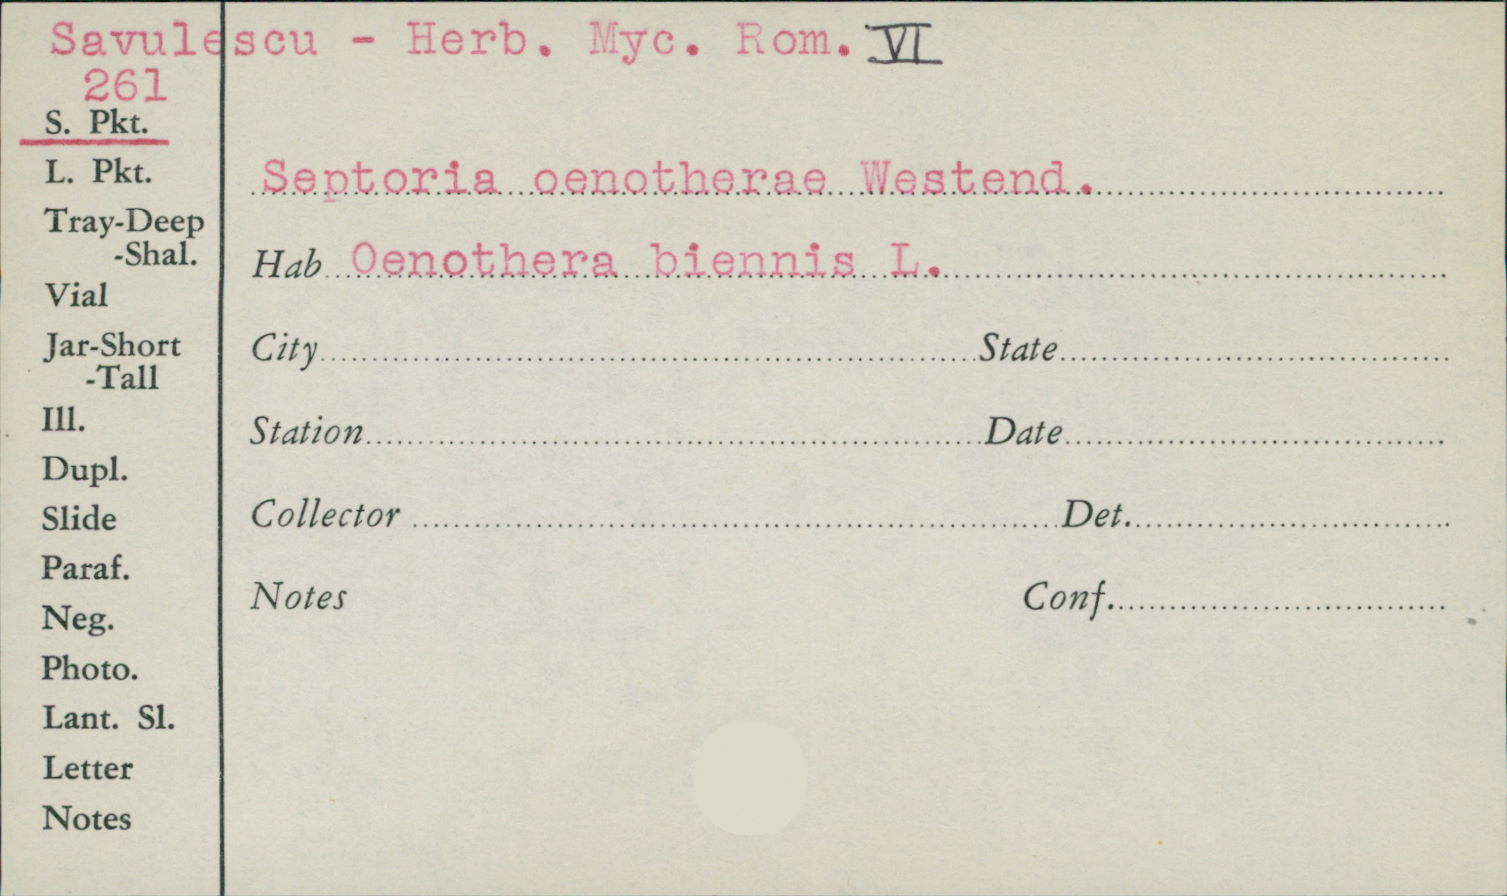 Savulescu - Herb. Myc. Rom. VI
261
S. Pkt.
L. Pkt.
Tray-Deep
-Shal.
Vial
Jar-Short
-Tall
Ill.
Dupl.
Slide
Paraf.
Neg.
Photo.
Lant. Sl.
Letter
Notes
Septoria oenotherae Westend.
Hab Oenothera biennis L.
City State
Station Date
Collector Det.
Notes Conf.